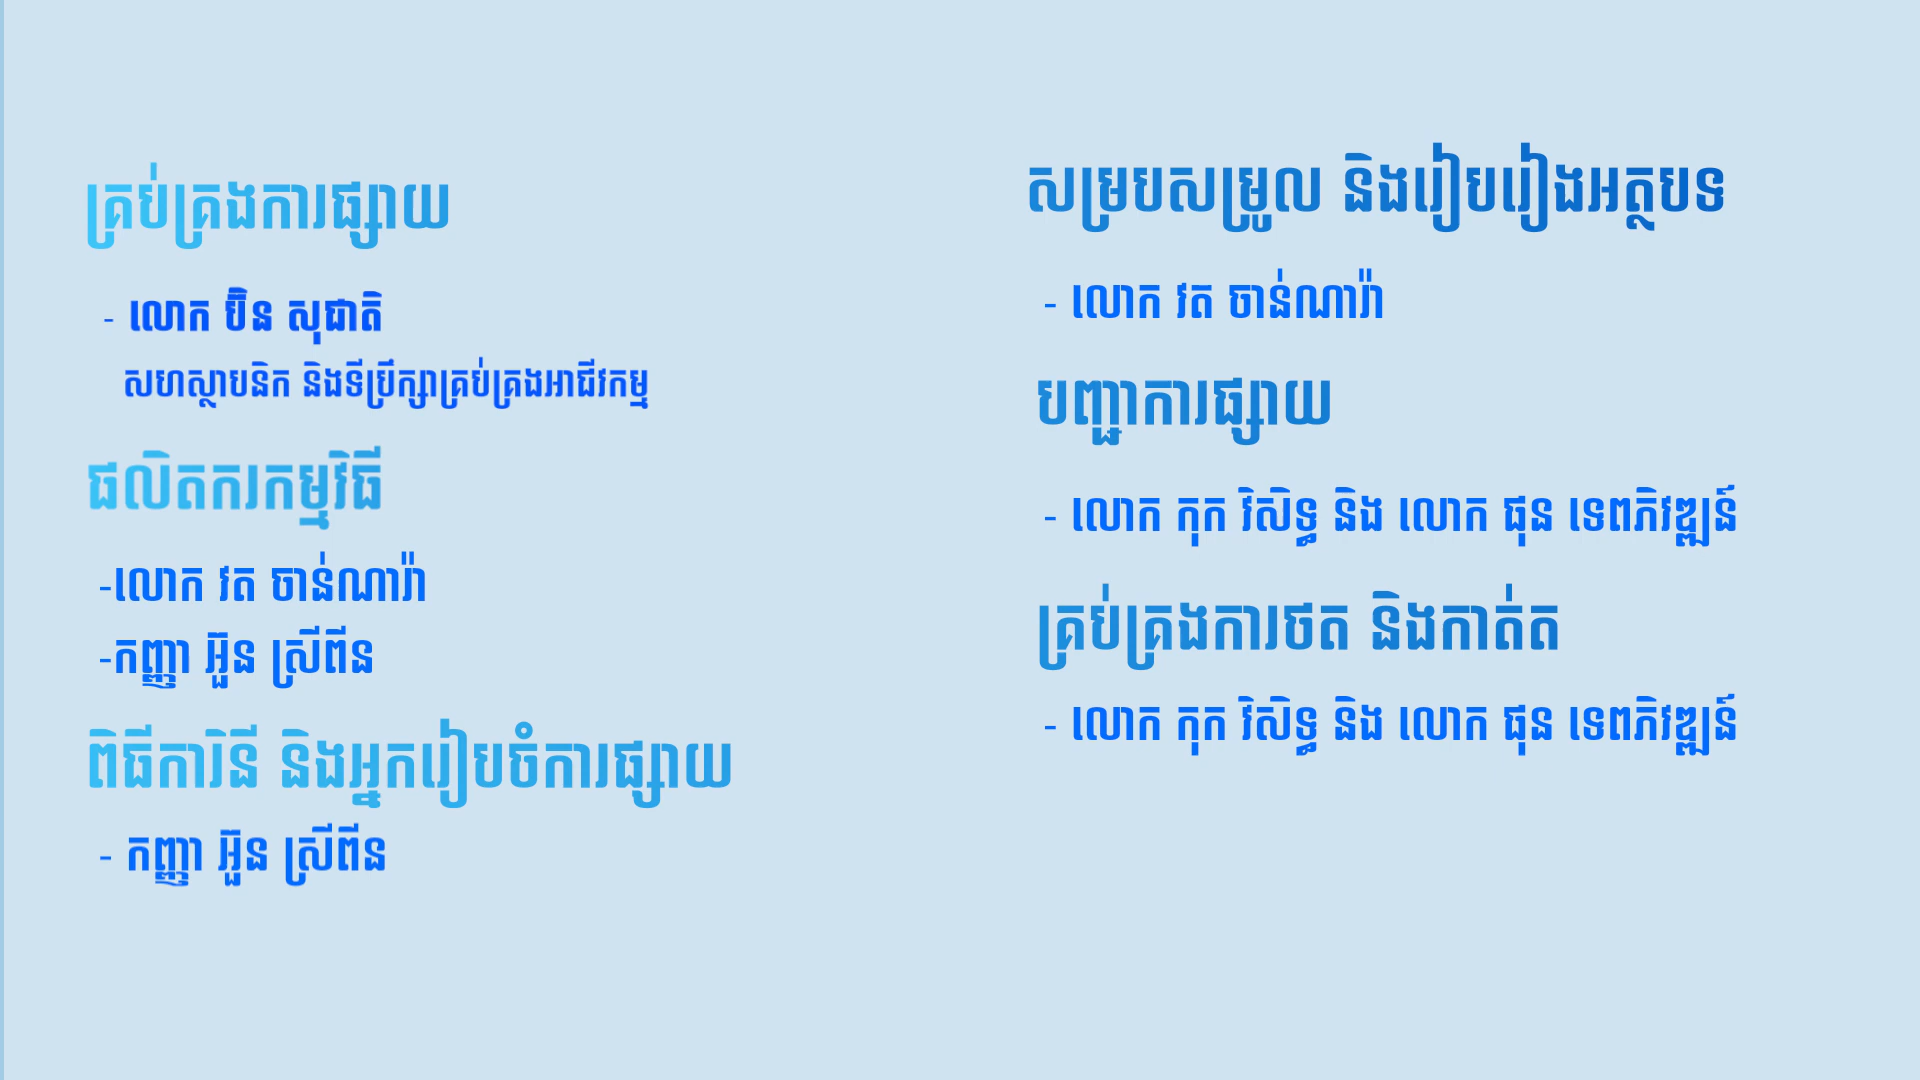 គ្រប់គ្រងការផ្សាយ
- លោក ប៊ិន សុជាតិ
សហស្ថាបនិក និងទីប្រឹក្សាគ្រប់គ្រងអាជីវកម្ម
ផលិតករកម្មវិធី
-លោក វត ចាន់ណារ៉ា
-កញ្ញា អ៊ួន ស្រីពីន
ពិធីការិនី និងអ្នករៀបចំការផ្សាយ
- កញ្ញា អ៊ួន ស្រីពីន
សម្របសម្រួល និងរៀបរៀងអត្ថបទ
- លោក វត ចាន់ណារ៉ា
បញ្ជាការផ្សាយ
- លោក កុក វិសិទ្ធ និង លោក ផុន ទេពភិវឌ្ឍន៍
គ្រប់គ្រងការថត និងកាត់ត
- លោក កុក វិសិទ្ធ និង លោក ផុន ទេពភិវឌ្ឍន៍